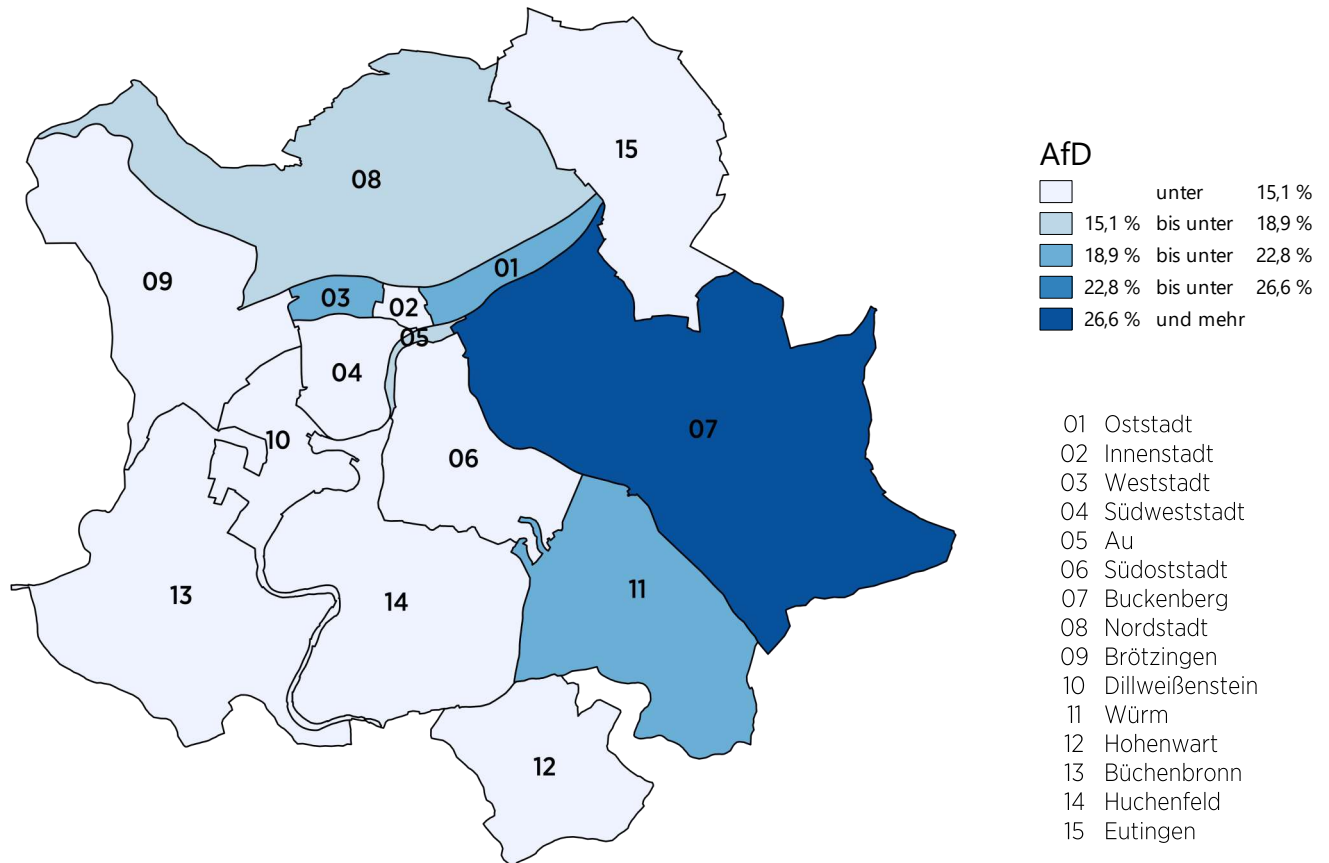 15
08
09
01
03
02
05
04
10
06
07
11
13
14
12
AfD
unter 15,1 %
15,1 % bis unter 18,9 %
18,9 % bis unter 22,8 %
22,8 % bis unter 26,6 %
26,6 % und mehr
01 Oststadt
02 Innenstadt
03 Weststadt
04 Südweststadt
05 Au
06 Südoststadt
07 Buckenberg
08 Nordstadt
09 Brötzingen
10 Dillweißenstein
11 Würm
12 Hohenwart
13 Büchenbronn
14 Huchenfeld
15 Eutingen